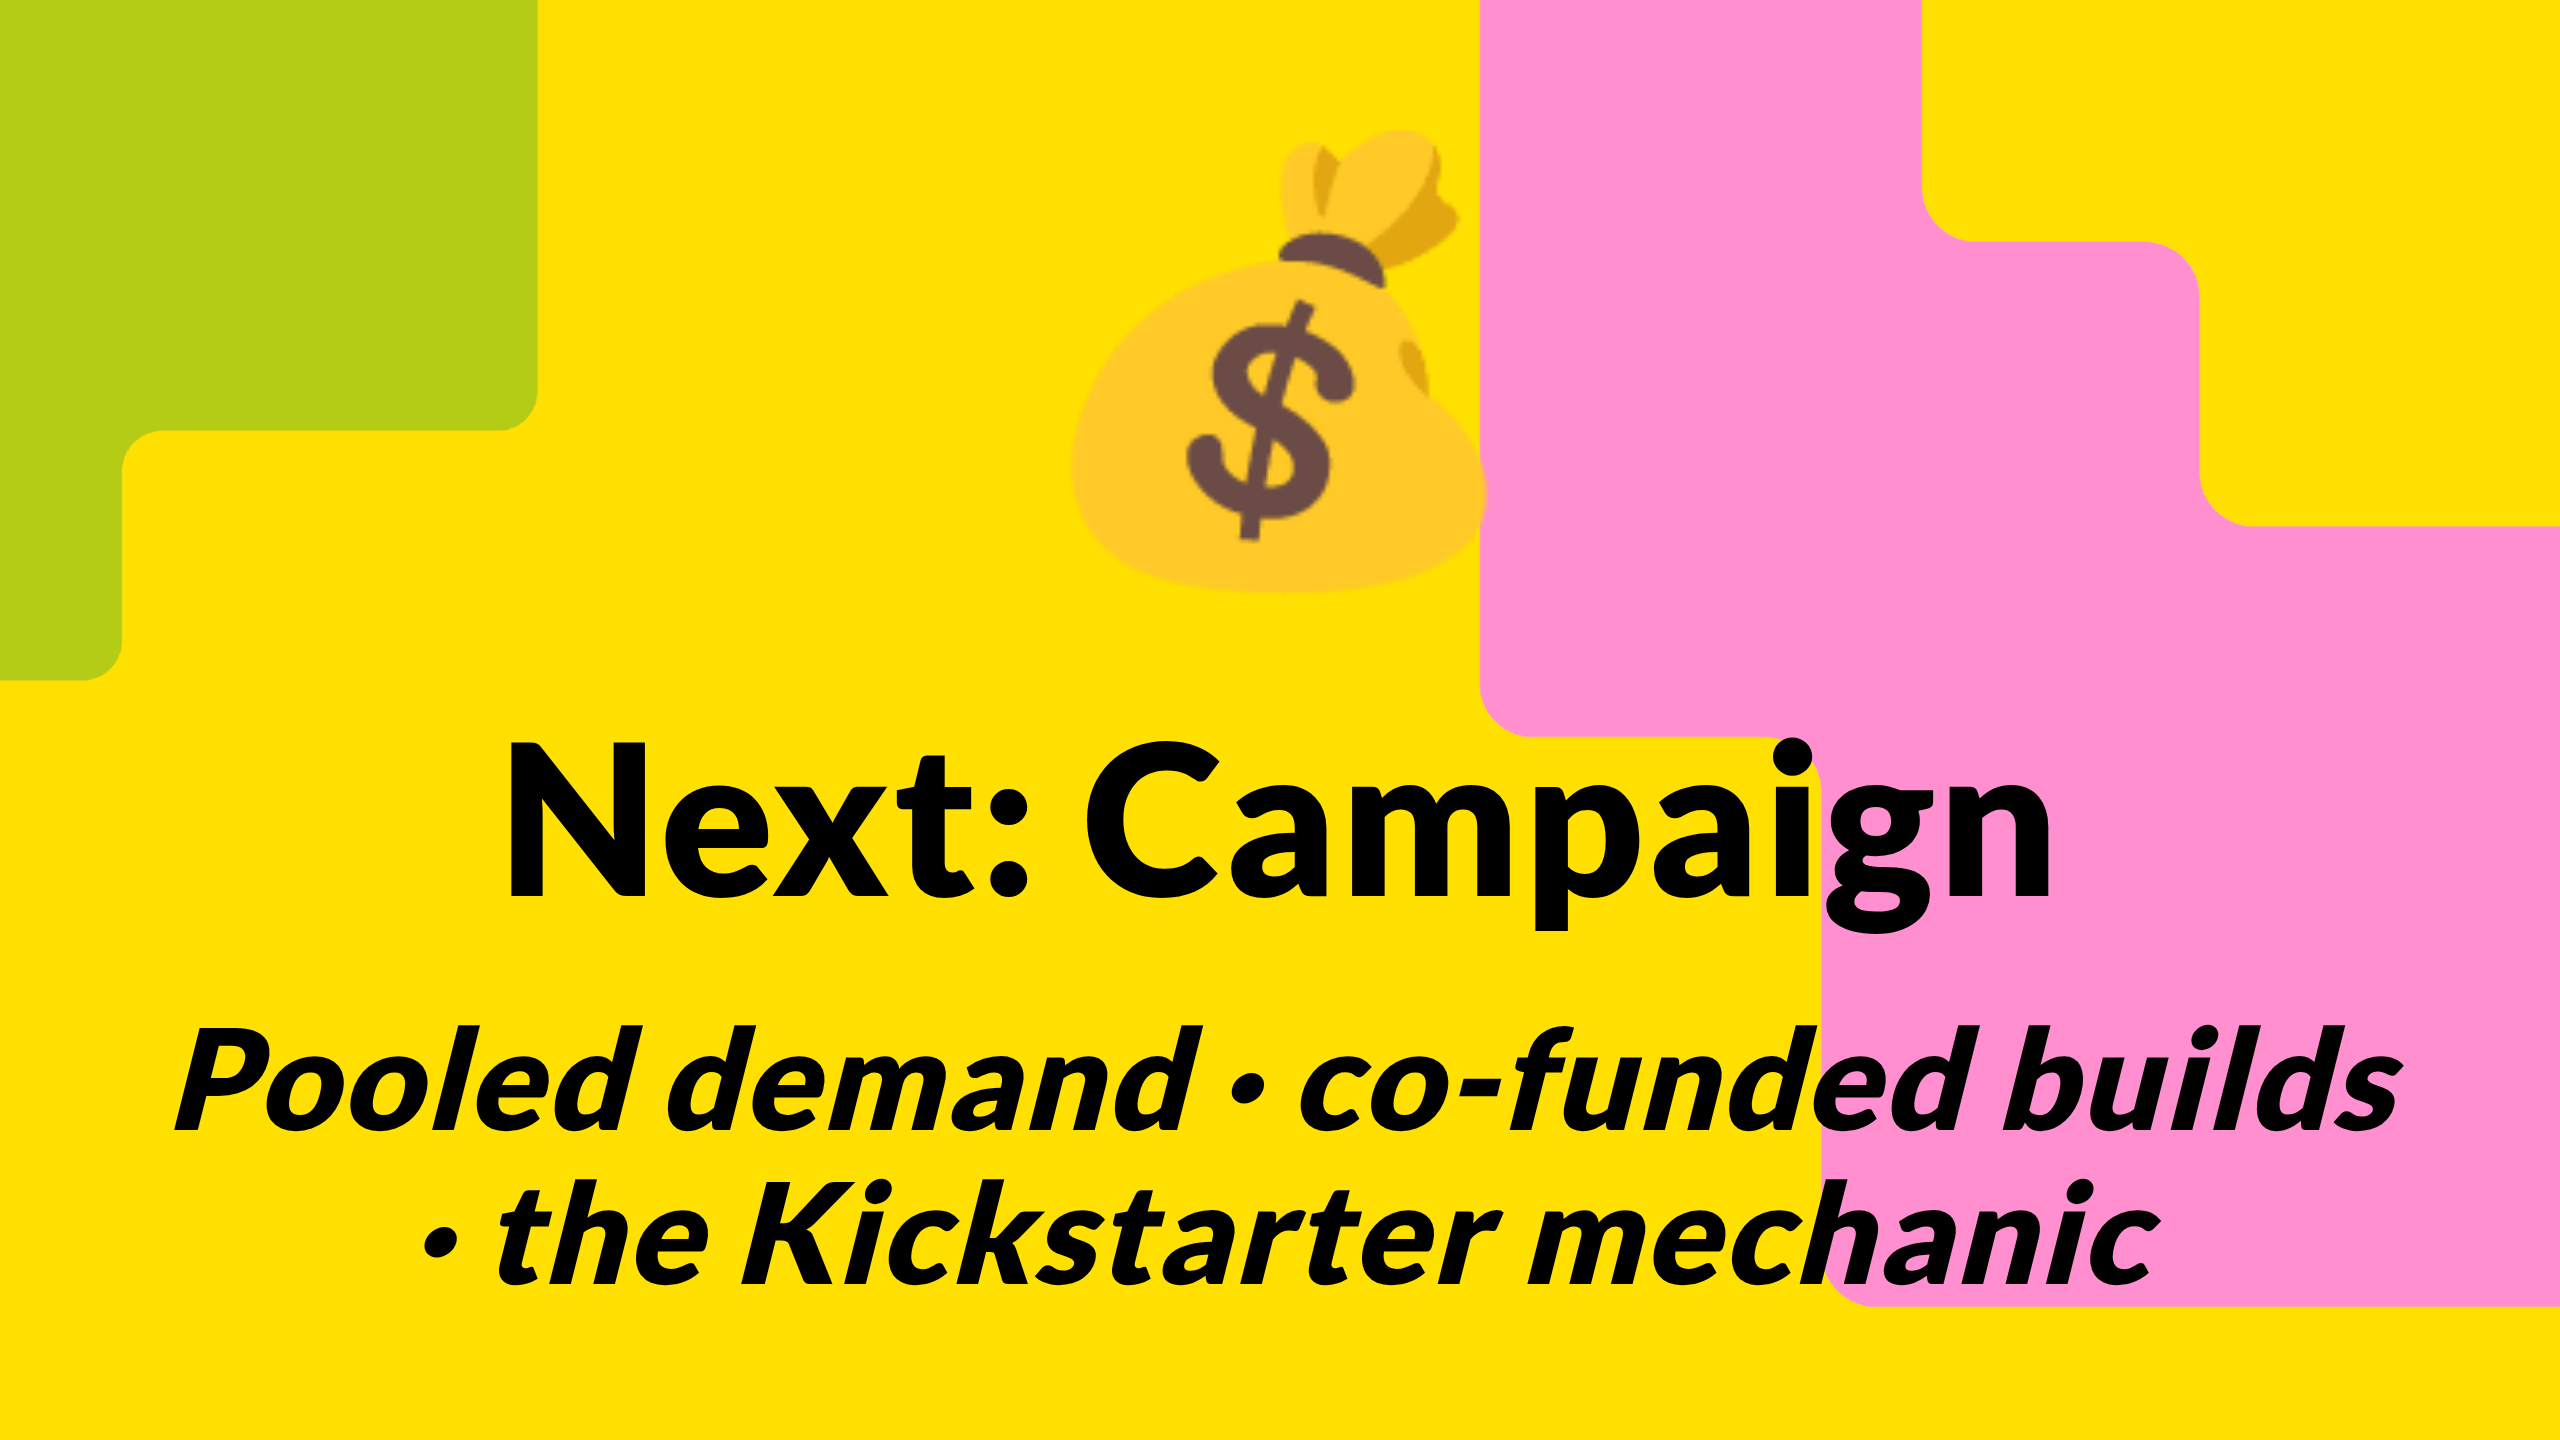 $
Next: Campaign
Pooled demand · co-funded builds
· the Kickstarter mechanic